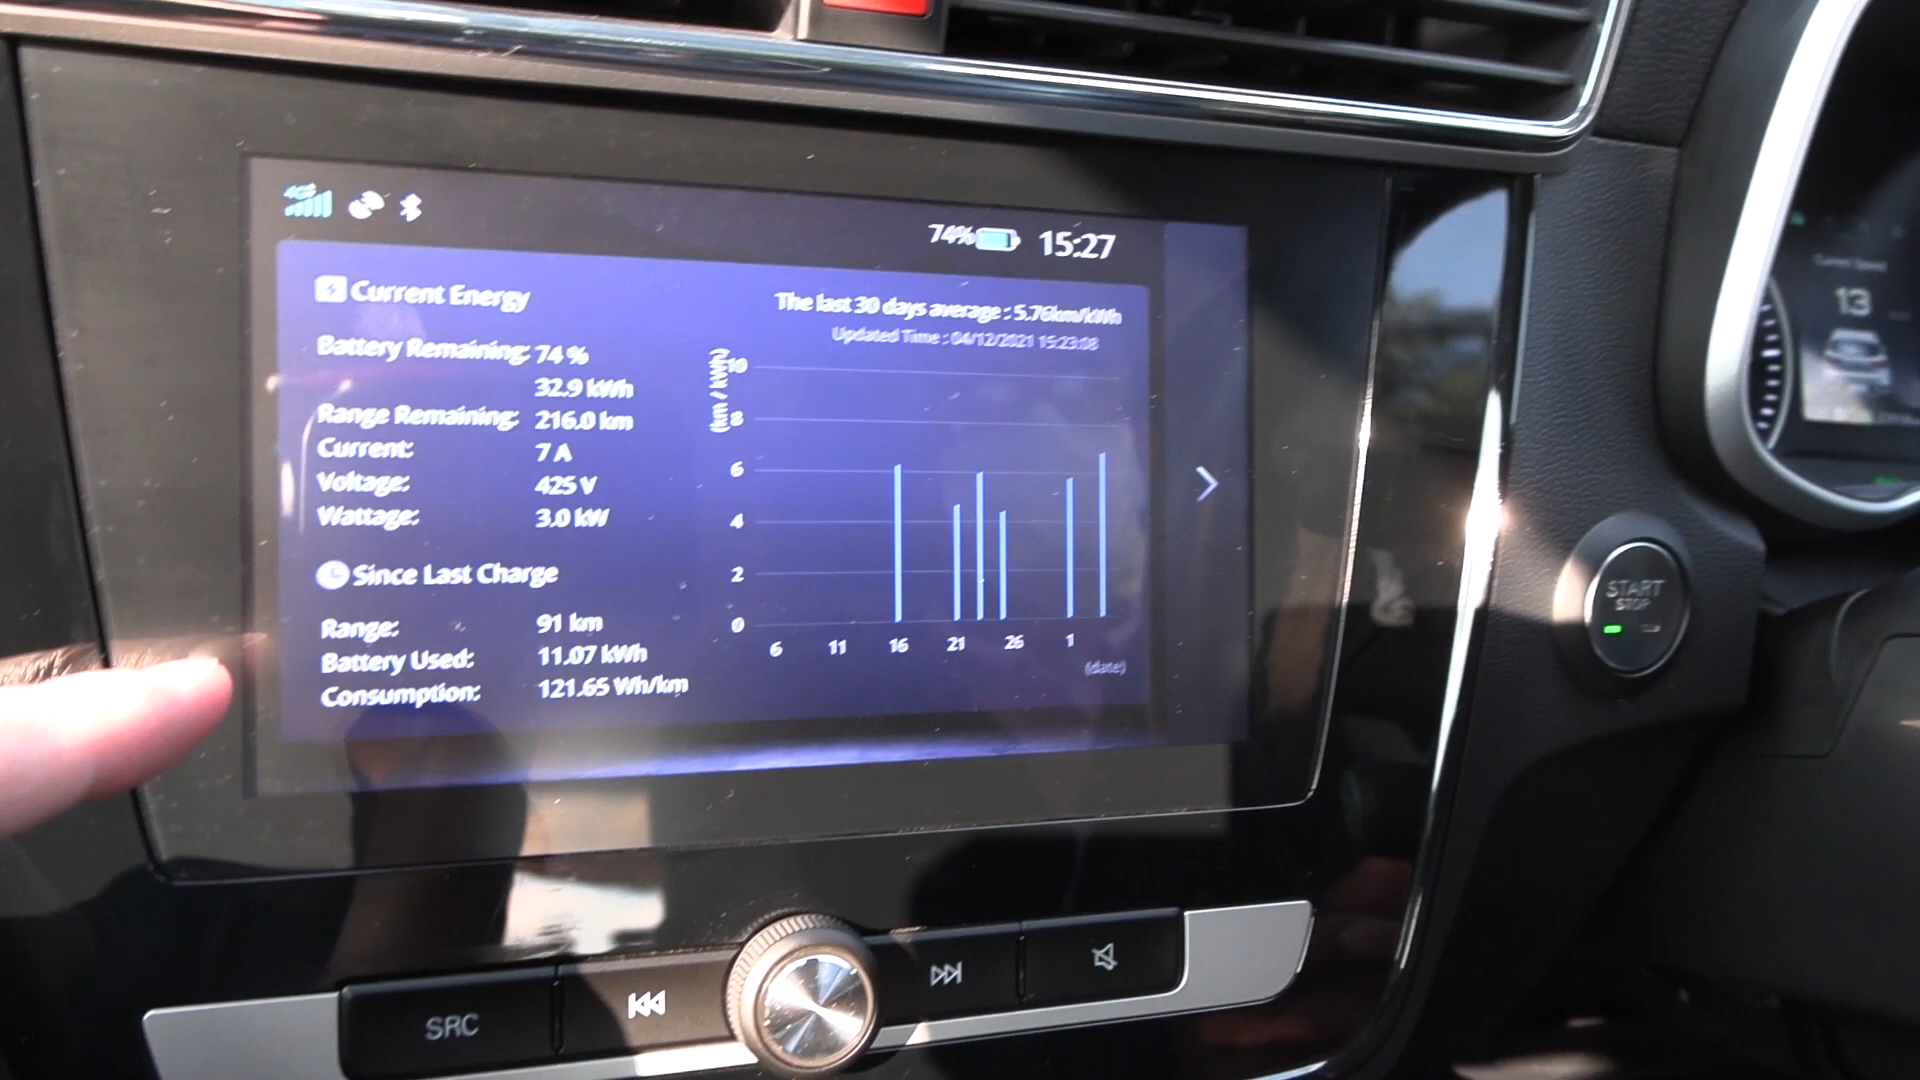 4G
74% 15:27
Current Energy
Battery Remaining: 74 %
32.9 kWh
Range Remaining: 216.0 km
Current: 7 A
Voltage: 425 V
Wattage: 3.0 kW
Since Last Charge
Range: 91 km
Battery Used: 11.07 kWh
Consumption: 121.65 Wh/km
The last 30 days average : 5.76km/kWh
Updated Time : 04/12/2021 15:23:08
(km / kWh)
10
8
6
4
2
0
6 11 16 21 26 1
(date)
Current Speed
13
START
STOP
SRC